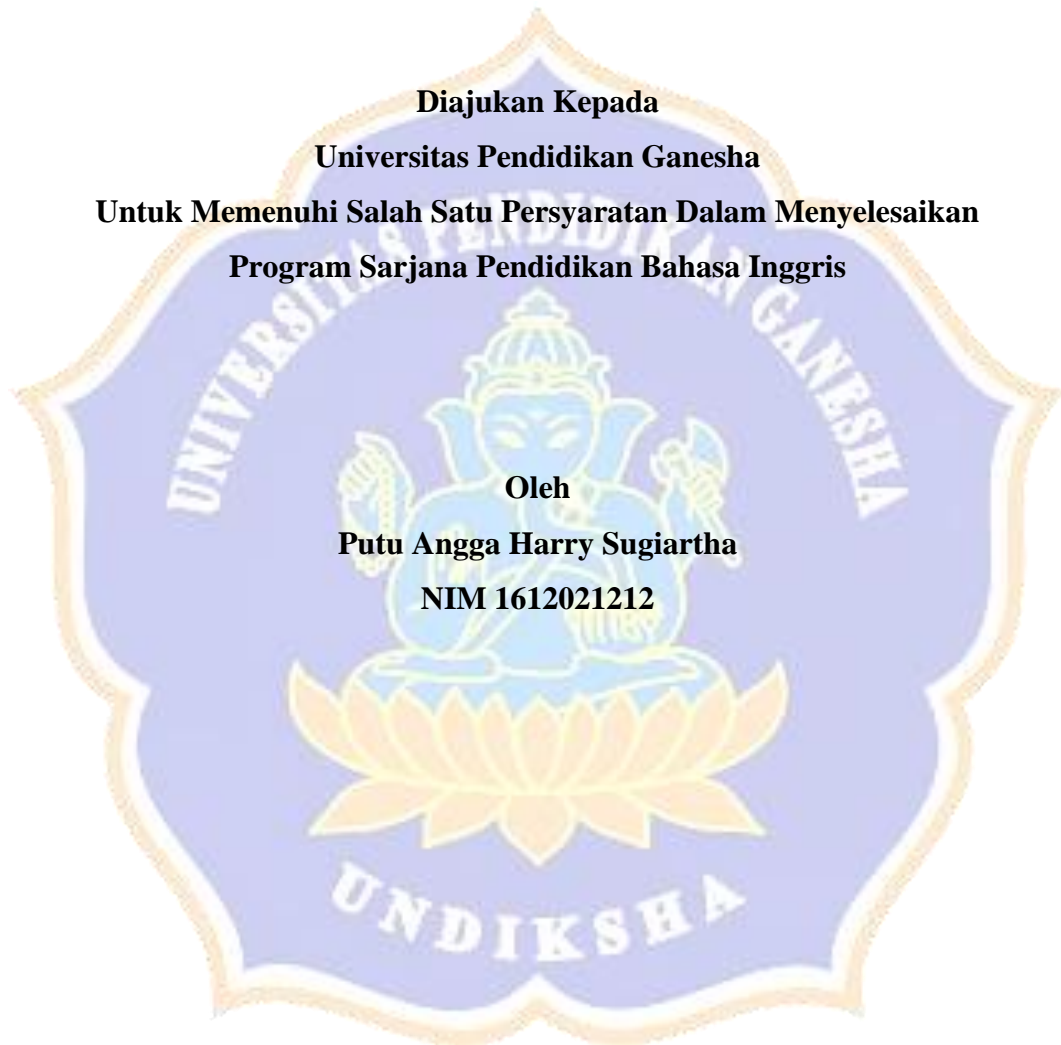 Diajukan Kepada
Universitas Pendidikan Ganesha
Untuk Memenuhi Salah Satu Persyaratan Dalam Menyelesaikan
Program Sarjana Pendidikan Bahasa Inggris
UNIVERSITAS PENDIDIKAN GANESHA
Oleh
Putu Angga Harry Sugiartha
NIM 1612021212
UNDIKSHA